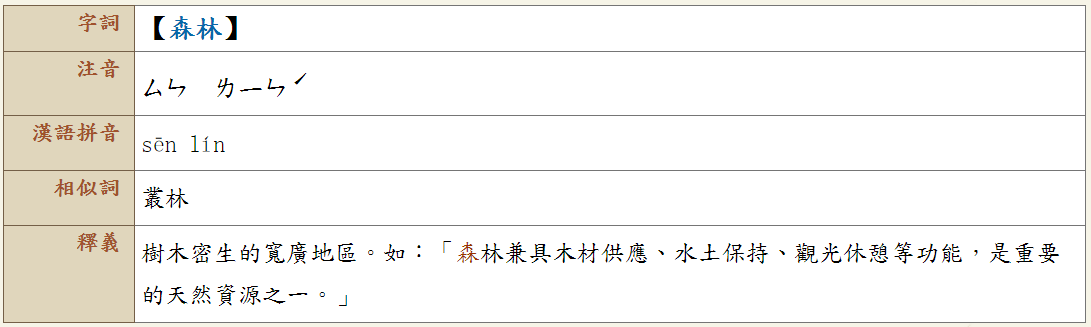 字詞 【森林】
注音 ㄙㄣ ㄌㄧㄣˊ
漢語拼音 sēn lín
相似詞 叢林
釋義 樹木密生的寬廣地區。如：「森林兼具木材供應、水土保持、觀光休憩等功能，是重要
的天然資源之一。」